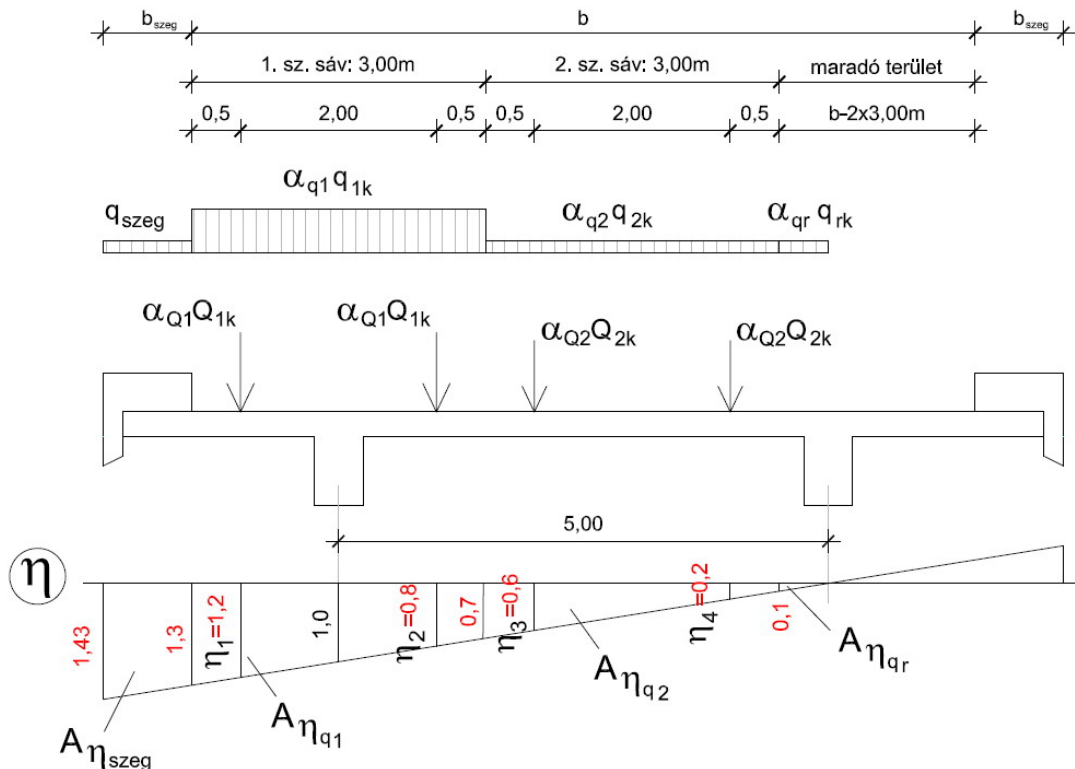 b_szeg b b_szeg
1. sz. sáv: 3,00m 2. sz. sáv: 3,00m maradó terület
0,5 2,00 0,5 0,5 2,00 0,5 b-2x3,00m
α_q1 q_1k
q_szeg α_q2 q_2k α_qr q_rk
α_Q1 Q_1k α_Q1 Q_1k α_Q2 Q_2k α_Q2 Q_2k
5,00
η
1,43 1,3 η_1=1,2 1,0 η_2=0,8 0,7 η_3=0,6 η_4=0,2 0,1
A_η_szeg A_η_q1 A_η_q2 A_η_qr